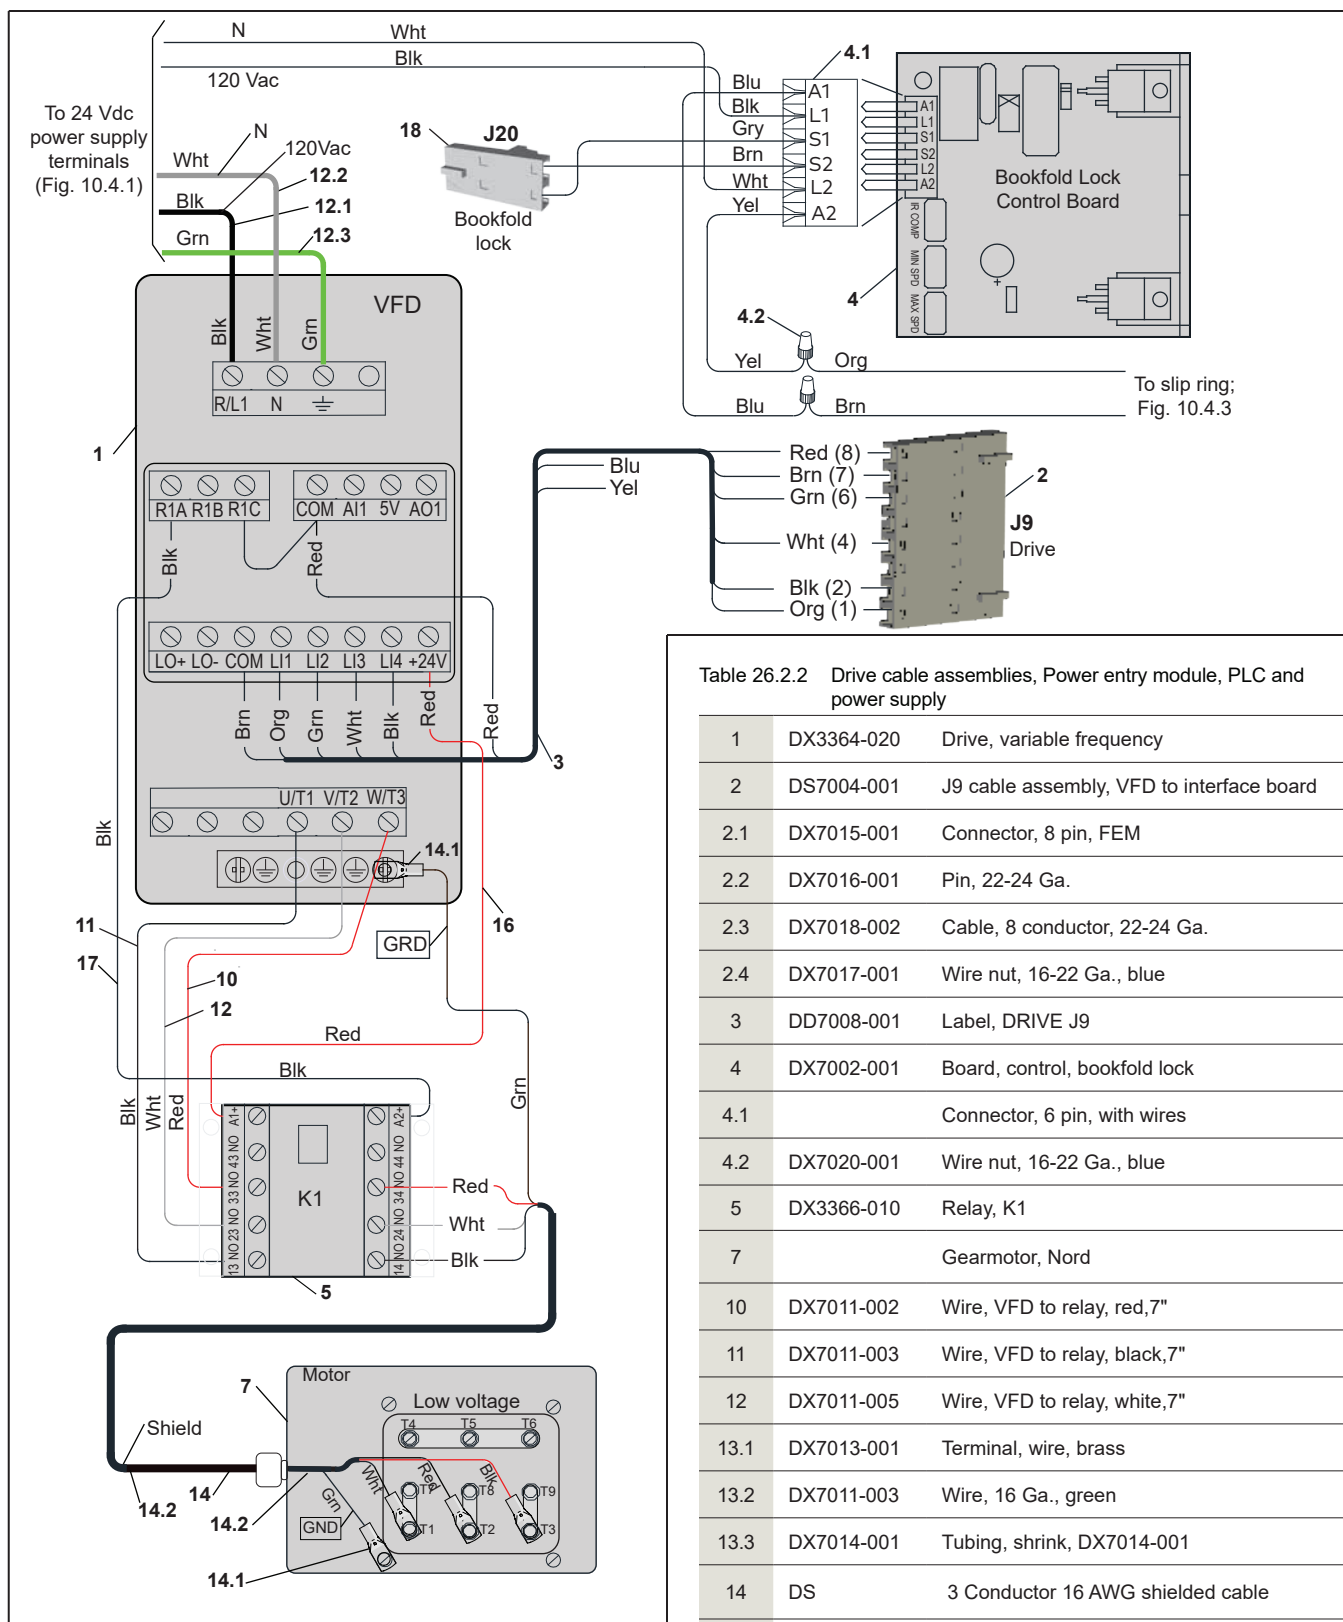 N
Wht
Blk
120 Vac
To 24 Vdc
power supply
terminals
(Fig. 10.4.1)
Wht
N
120Vac
12.2
Blk
12.1
Grn
12.3
18
J20
Bookfold
lock
4.1
Blu
Blk
Gry
Brn
Wht
Yel
A1
L1
S1
S2
L2
A2
A1
L1
S1
S2
L2
A2
IR COMP
MIN SPD
MAX SPD
Bookfold Lock
Control Board
4
4.2
Yel
Org
Blu
Brn
To slip ring;
Fig. 10.4.3
VFD
Blk
Wht
Grn
R/L1
N
1
R1A R1B R1C
COM AI1 5V AO1
Blk
Red
LO+ LO- COM LI1 LI2 LI3 LI4 +24V
Brn
Org
Grn
Wht
Blk
Red
Red
3
Blu
Yel
Red (8)
Brn (7)
Grn (6)
Wht (4)
Blk (2)
Org (1)
2
J9
Drive
U/T1 V/T2 W/T3
14.1
Blk
11
17
10
12
GRD
16
Red
Blk
Grn
Blk
Wht
Red
A1+
43 NO
33 NO
23 NO
13 NO
K1
A2+
44 NO
34 NO
24 NO
14 NO
Red
Wht
Blk
5
7
Motor
Low voltage
T4
T5
T6
Shield
Wht
Red
Blk
T7
T8
T9
T1
T2
T3
Grn
GND
14.2
14
14.2
14.1
Table 26.2.2 Drive cable assemblies, Power entry module, PLC and
power supply
1 DX3364-020 Drive, variable frequency
2 DS7004-001 J9 cable assembly, VFD to interface board
2.1 DX7015-001 Connector, 8 pin, FEM
2.2 DX7016-001 Pin, 22-24 Ga.
2.3 DX7018-002 Cable, 8 conductor, 22-24 Ga.
2.4 DX7017-001 Wire nut, 16-22 Ga., blue
3 DD7008-001 Label, DRIVE J9
4 DX7002-001 Board, control, bookfold lock
4.1 Connector, 6 pin, with wires
4.2 DX7020-001 Wire nut, 16-22 Ga., blue
5 DX3366-010 Relay, K1
7 Gearmotor, Nord
10 DX7011-002 Wire, VFD to relay, red,7"
11 DX7011-003 Wire, VFD to relay, black,7"
12 DX7011-005 Wire, VFD to relay, white,7"
13.1 DX7013-001 Terminal, wire, brass
13.2 DX7011-003 Wire, 16 Ga., green
13.3 DX7014-001 Tubing, shrink, DX7014-001
14 DS 3 Conductor 16 AWG shielded cable